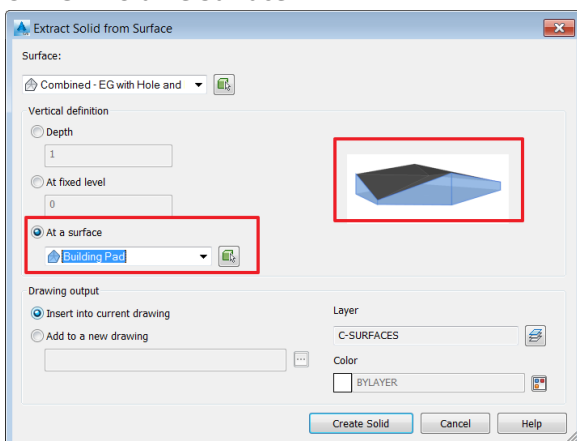 Extract Solid from Surface
Surface:
Combined - EG with Hole and
Vertical definition
Depth
1
At fixed level
0
At a surface
Building Pad
Drawing output
Insert into current drawing
Layer
Add to a new drawing
C-SURFACES
Color
BYLAYER
Create Solid Cancel Help